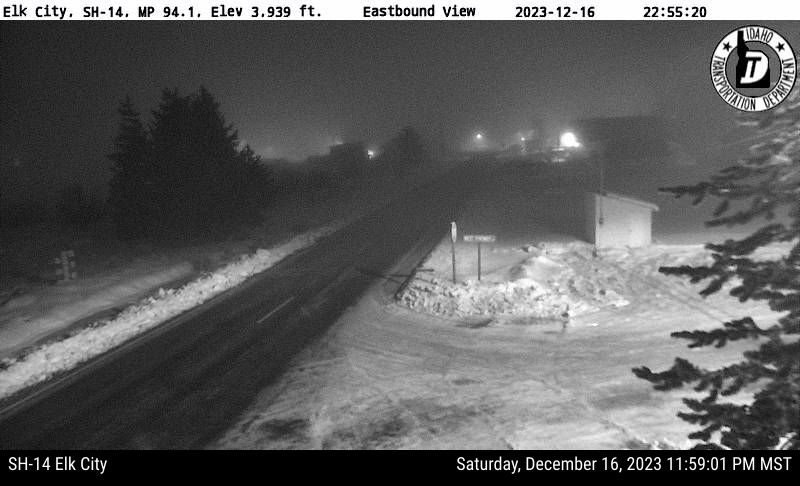 Elk City, SH-14, MP 94.1, Elev 3,939 ft. Eastbound View 2023-12-16 22:55:20
IDAHO
TRANSPORTATION DEPARTMENT
SH-14 Elk City Saturday, December 16, 2023 11:59:01 PM MST